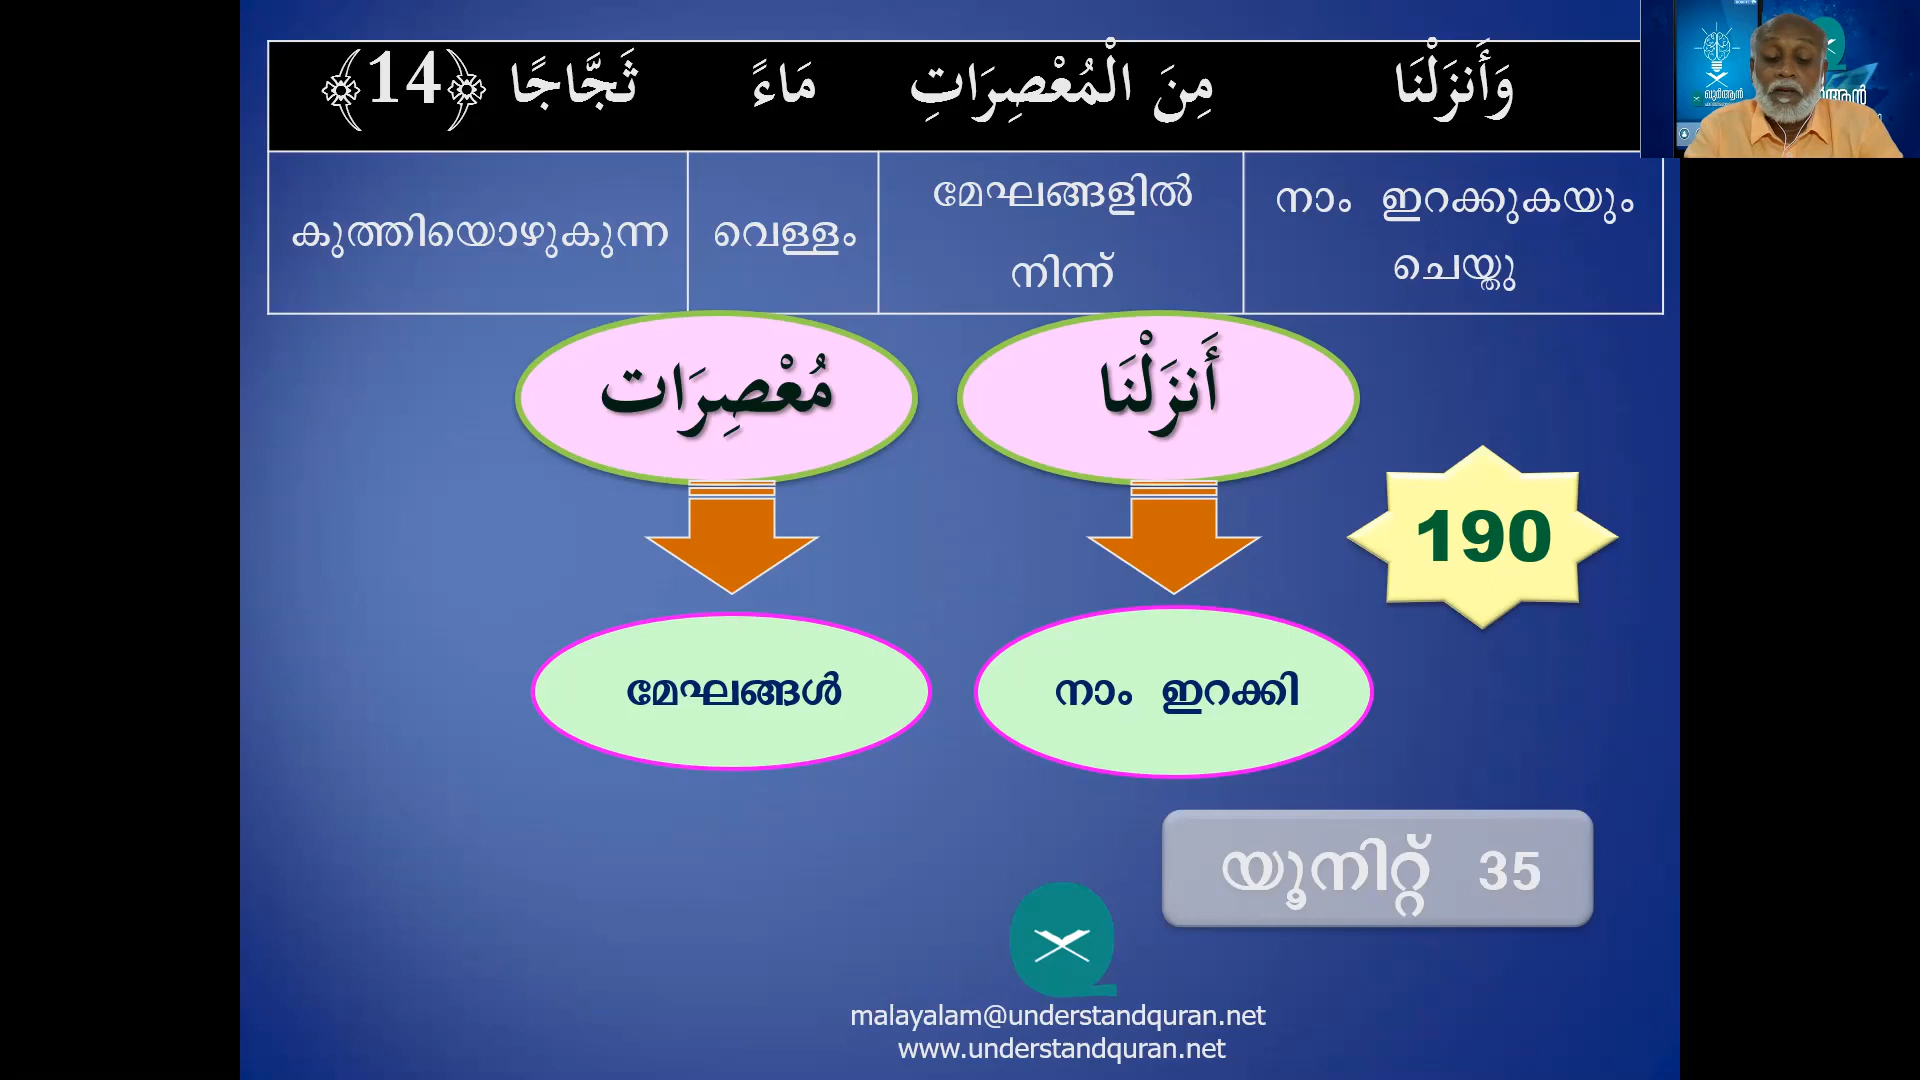 وَأَنزَلْنَا مِنَ الْمُعْصِرَاتِ مَاءً ثَجَّاجًا ﴿14﴾
നാം ഇറക്കുകയും
ചെയ്തു
മേഘങ്ങളിൽ
നിന്ന്
വെള്ളം
കുത്തിയൊഴുകുന്ന
أَنزَلْنَا
مُعْصِرَات
190
നാം ഇറക്കി
മേഘങ്ങൾ
യൂനിറ്റ് 35
malayalam@understandquran.net
www.understandquran.net